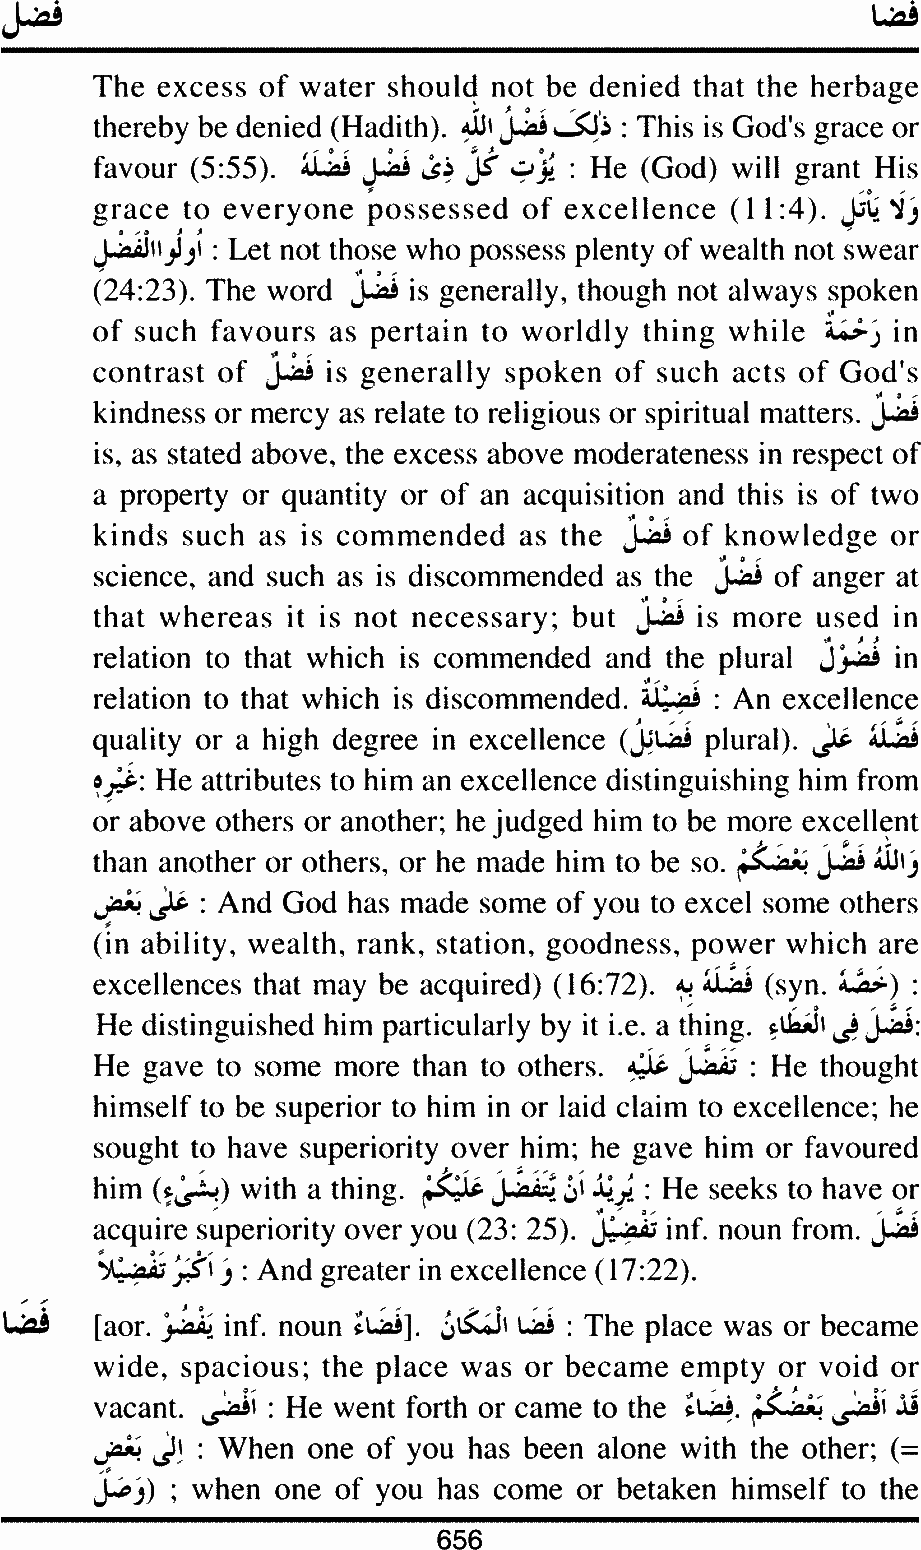 فضل فضا
The excess of water should not be denied that the herbage
thereby be denied (Hadith). ذٰلِکَ فَضْلُ اللّٰہِ : This is God's grace or
favour (5:55). یُؤْتِ کُلَّ ذِیْ فَضْلٍ فَضْلَہٗ : He (God) will grant His
grace to everyone possessed of excellence (11:4). وَلَا یَأْتَلِ
اُولُواالْفَضْلِ : Let not those who possess plenty of wealth not swear
(24:23). The word فَضْلٌ is generally, though not always spoken
of such favours as pertain to worldly thing while رَحْمَةٌ in
contrast of فَضْلٌ is generally spoken of such acts of God's
kindness or mercy as relate to religious or spiritual matters. فَضْلٌ
is, as stated above, the excess above moderateness in respect of
a property or quantity or of an acquisition and this is of two
kinds such as is commended as the فَضْلٌ of knowledge or
science, and such as is discommended as the فَضْلٌ of anger at
that whereas it is not necessary; but فَضْلٌ is more used in
relation to that which is commended and the plural فُضُوْلٌ in
relation to that which is discommended. فَضِیْلَةٌ : An excellence
quality or a high degree in excellence (فَضَائِلُ plural). فَضَّلَہٗ عَلٰی
غَیْرِہٖ: He attributes to him an excellence distinguishing him from
or above others or another; he judged him to be more excellent
than another or others, or he made him to be so. وَاللّٰہُ فَضَّلَ بَعْضَکُمْ
عَلٰی بَعْضٍ : And God has made some of you to excel some others
(in ability, wealth, rank, station, goodness, power which are
excellences that may be acquired) (16:72). فَضَّلَہٗ بِہٖ (syn. خَصَّہٗ) :
He distinguished him particularly by it i.e. a thing. فَضَّلَ فِی الْعَطَاءِ:
He gave to some more than to others. تَفَضَّلَ عَلَیْہِ : He thought
himself to be superior to him in or laid claim to excellence; he
sought to have superiority over him; he gave him or favoured
him (بِشَیْءٍ) with a thing. یُرِیْدُ اَنْ یَّتَفَضَّلَ عَلَیْکُمْ : He seeks to have or
acquire superiority over you (23: 25). تَفْضِیْلٌ inf. noun from. فَضَّلَ
وَ اَکْبَرُ تَفْضِیْلاً : And greater in excellence (17:22).
فَضَا [aor. یَفْضُوْ inf. noun فَضَاءٌ]. فَضَا الْمَکَانُ : The place was or became
wide, spacious; the place was or became empty or void or
vacant. اَفْضٰی : He went forth or came to the فِضَاءٌ. قَدْ اَفْضٰی بَعْضُکُمْ
اِلٰی بَعْضٍ : When one of you has been alone with the other; (=
وَصَلَ) ; when one of you has come or betaken himself to the
656